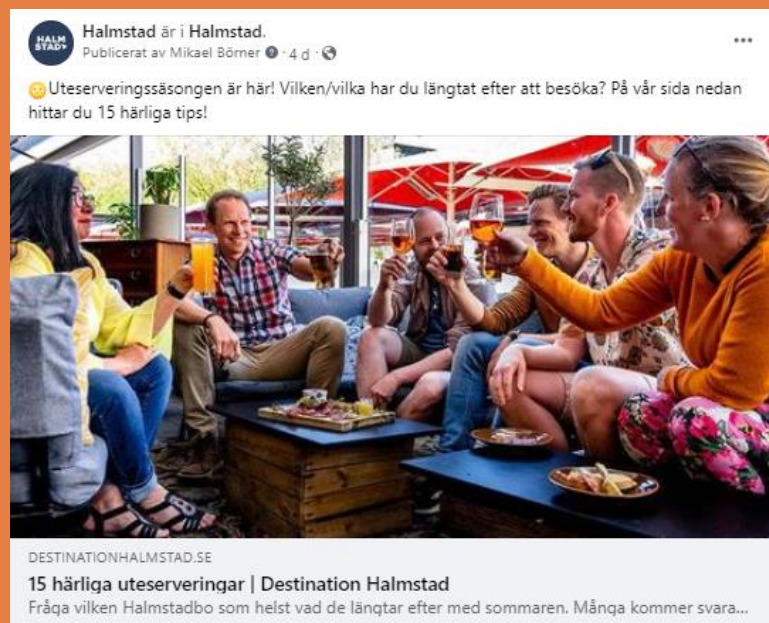 HALM
STAD
Halmstad är i Halmstad.
Publicerat av Mikael Börner · 4 d ·
Uteserveringssäsongen är här! Vilken/vilka har du längtat efter att besöka? På vår sida nedan
hittar du 15 härliga tips!
DESTINATIONHALMSTAD.SE
15 härliga uteserveringar | Destination Halmstad
Fråga vilken Halmstadbo som helst vad de längtar efter med sommaren. Många kommer svara...